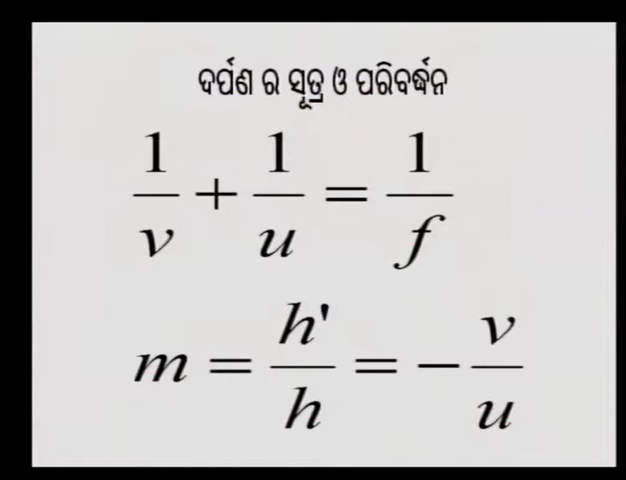 ଦର୍ପଣ ର ସୂତ୍ର ଓ ପରିବର୍ଦ୍ଧନ
1/v + 1/u = 1/f
m = h'/h = - v/u